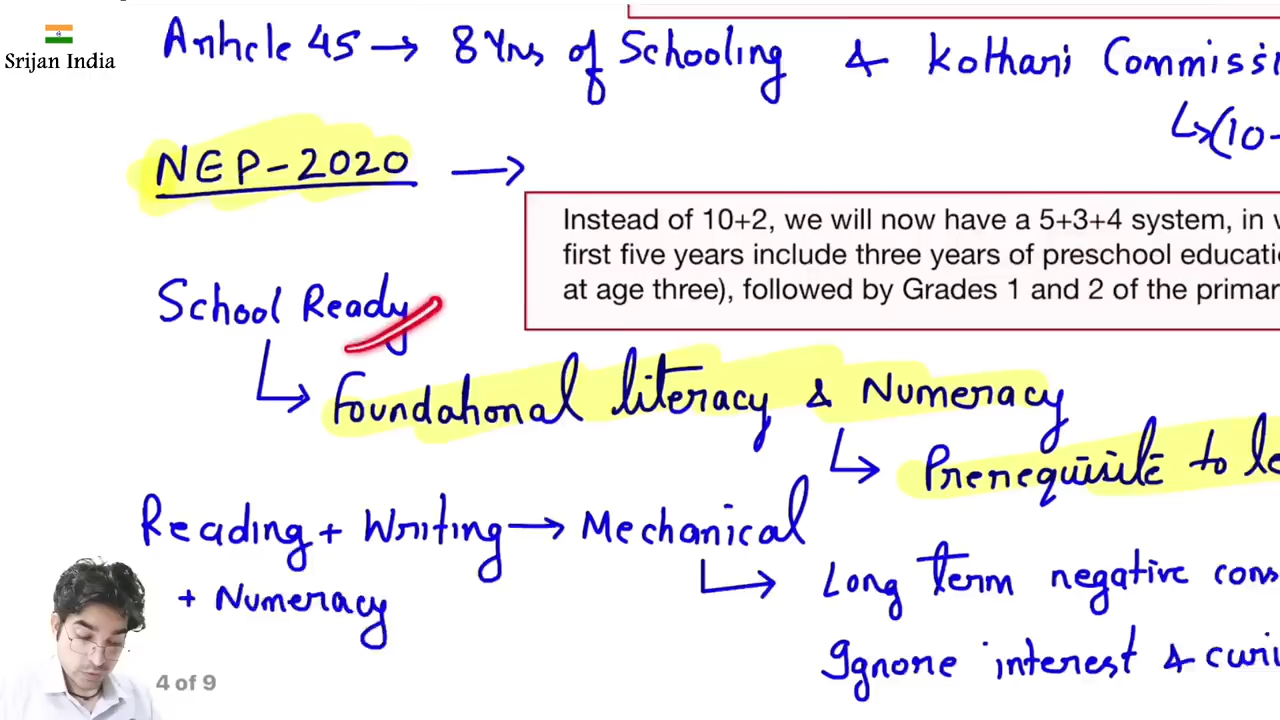 Srijan India
Article 45 → 8 Yrs of Schooling & Kothari Commissi
↳ (10-
NEP-2020 →
Instead of 10+2, we will now have a 5+3+4 system, in w
first five years include three years of preschool educati
at age three), followed by Grades 1 and 2 of the primar
School Ready
↳ Foundational literacy & Numeracy
↳ Prerequisite to le
Reading + Writing → Mechanical
+ Numeracy
↳ Long term negative cons
Ignore interest & curi
4 of 9